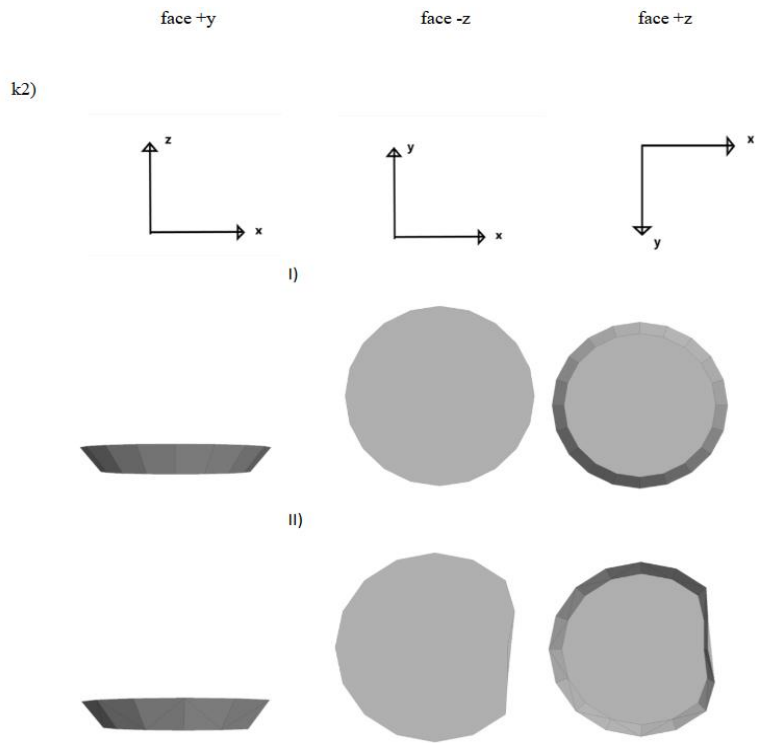 face +y face -z face +z
k2)
z y x
x x y
I)
II)